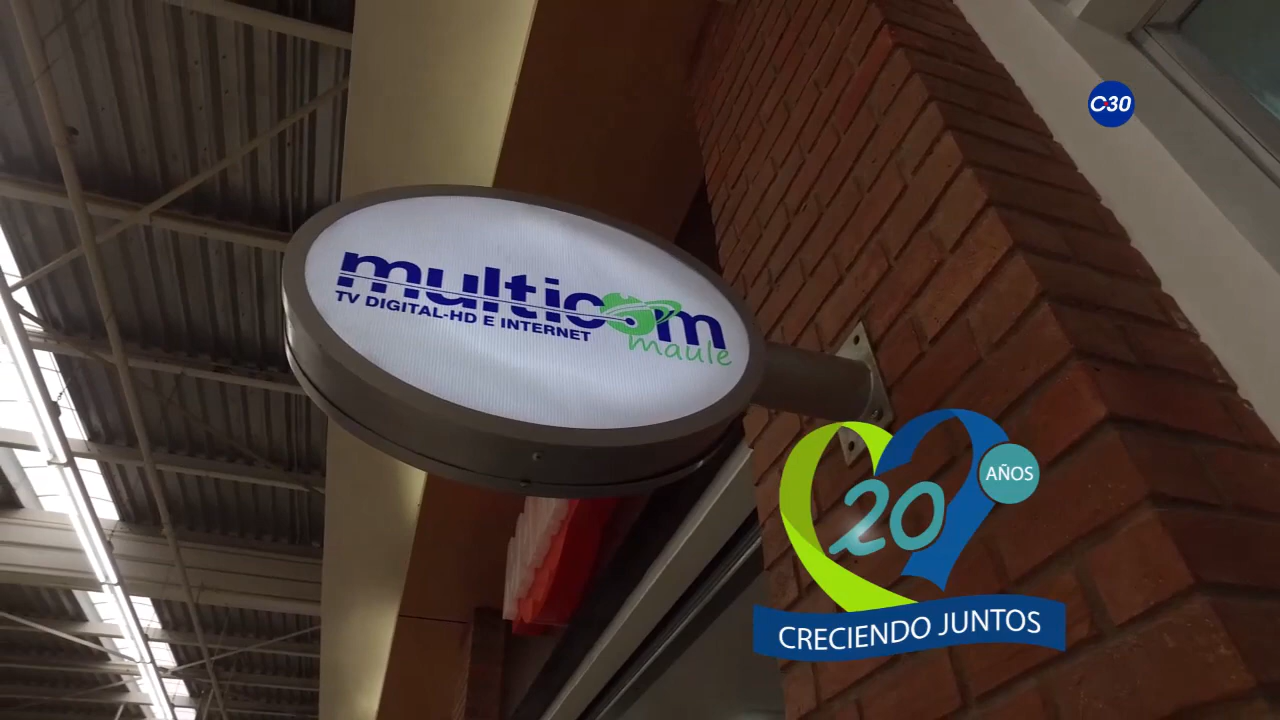 C30
multicom
TV DIGITAL-HD E INTERNET
maule
20
AÑOS
CRECIENDO JUNTOS